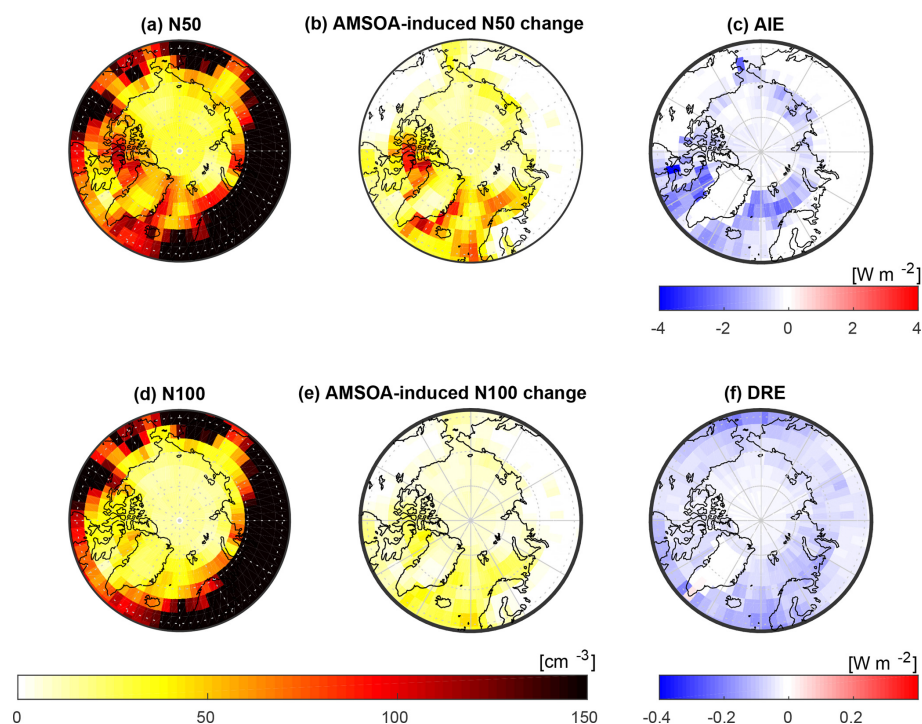 (a) N50
(b) AMSOA-induced N50 change
(c) AIE
[W m -2]
-4 -2 0 2 4
(d) N100
(e) AMSOA-induced N100 change
(f) DRE
[cm -3]
0 50 100 150
[W m -2]
-0.4 -0.2 0 0.2